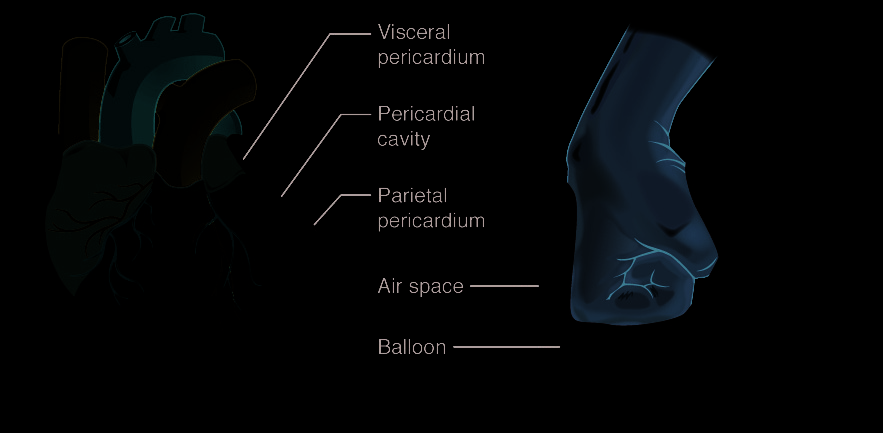 Visceral
pericardium
Pericardial
cavity
Parietal
pericardium
Air space
Balloon